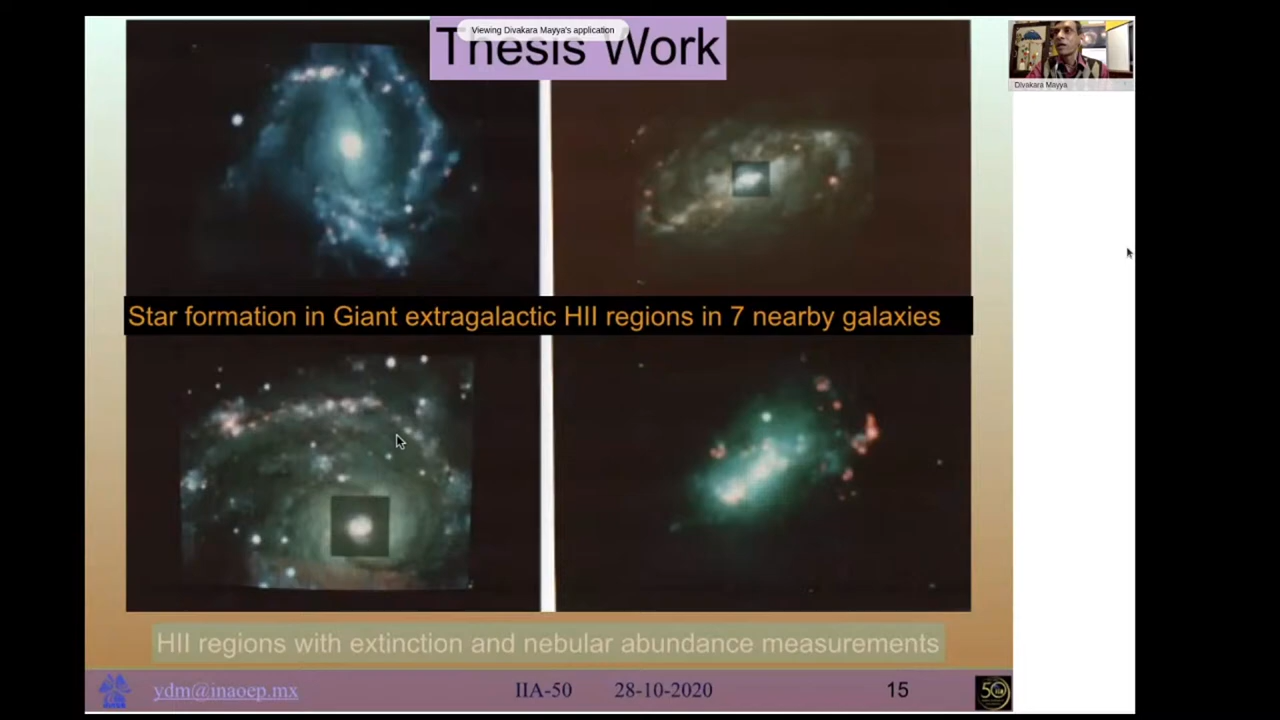 Viewing Divakara Mayya's application
Thesis Work
Divakara Mayya
Star formation in Giant extragalactic HII regions in 7 nearby galaxies
HII regions with extinction and nebular abundance measurements
ydm@inaoep.mx IIA-50 28-10-2020 15
50